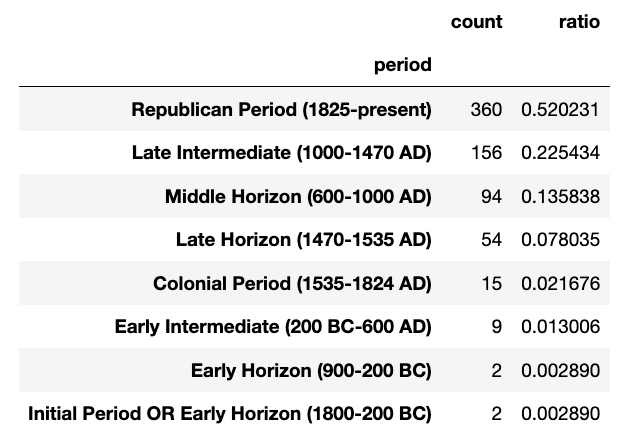 count ratio
period
Republican Period (1825-present) 360 0.520231
Late Intermediate (1000-1470 AD) 156 0.225434
Middle Horizon (600-1000 AD) 94 0.135838
Late Horizon (1470-1535 AD) 54 0.078035
Colonial Period (1535-1824 AD) 15 0.021676
Early Intermediate (200 BC-600 AD) 9 0.013006
Early Horizon (900-200 BC) 2 0.002890
Initial Period OR Early Horizon (1800-200 BC) 2 0.002890